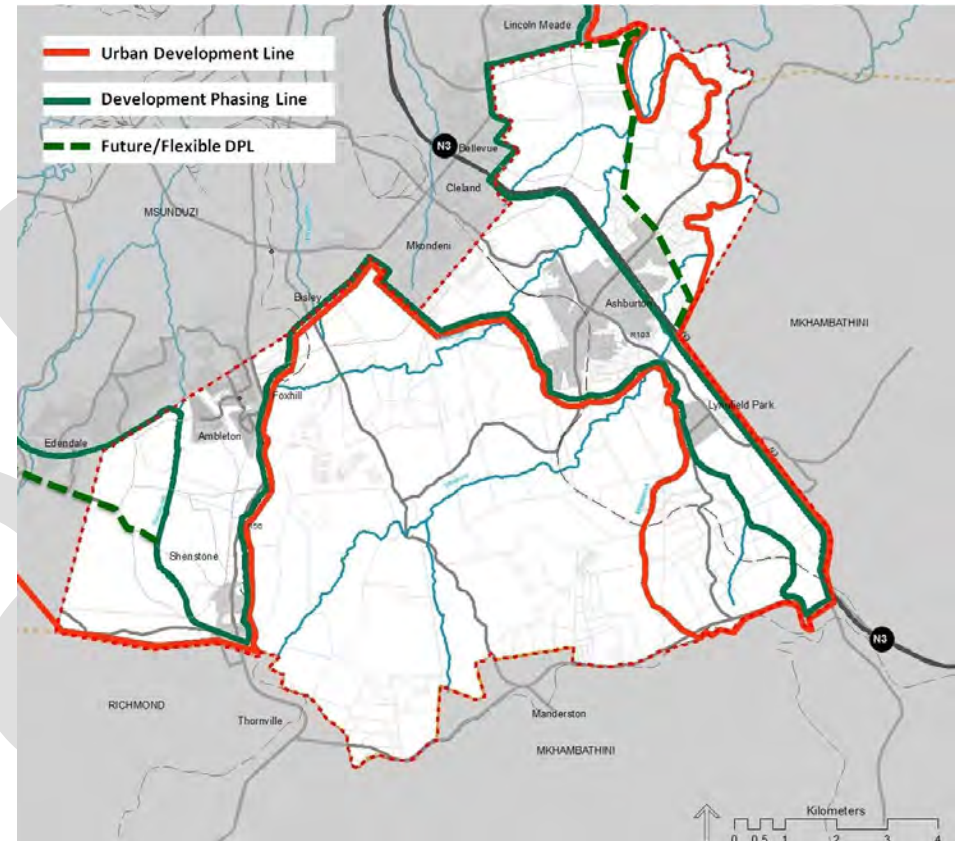 Urban Development Line
Development Phasing Line
Future/Flexible DPL
Lincoln Meade
N3
Bellevue
Cleland
MSUNDUZI
Mkondeni
Bisley
Ashburton
R103
MKHAMBATHINI
Foxhill
Lynnfield Park
Edendale
Ambleton
Shenstone
RICHMOND
Thornville
Manderston
MKHAMBATHINI
N3
Kilometers
0 0.5 1 2 3 4